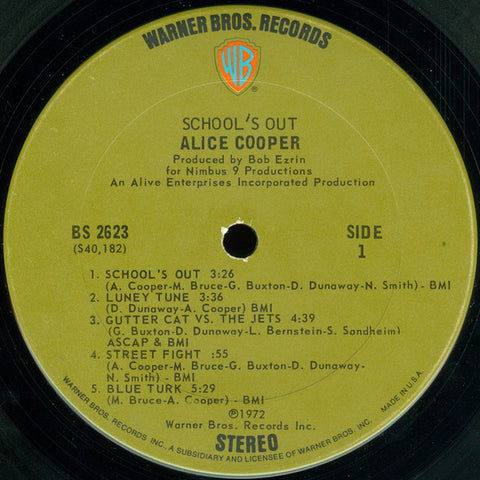 WARNER BROS. RECORDS
WB
®
SCHOOL'S OUT
ALICE COOPER
Produced by Bob Ezrin
for Nimbus 9 Productions
An Alive Enterprises Incorporated Production
BS 2623
(S40,182)
SIDE
1
1. SCHOOL'S OUT 3:26
(A. Cooper-M. Bruce-G. Buxton-D. Dunaway-N. Smith) - BMI
2. LUNEY TUNE 3:36
(D. Dunaway-A. Cooper) BMI
3. GUTTER CAT VS. THE JETS 4:39
(G. Buxton-D. Dunaway-L. Bernstein-S. Sondheim)
ASCAP & BMI
4. STREET FIGHT :55
(A. Cooper-M. Bruce-G. Buxton-D. Dunaway-
N. Smith) - BMI
5. BLUE TURK 5:29
(M. Bruce-A. Cooper) - BMI
℗1972
Warner Bros. Records Inc.
STEREO
WARNER BROS. RECORDS INC., A SUBSIDIARY AND LICENSEE OF WARNER BROS. INC.
MADE IN U.S.A.